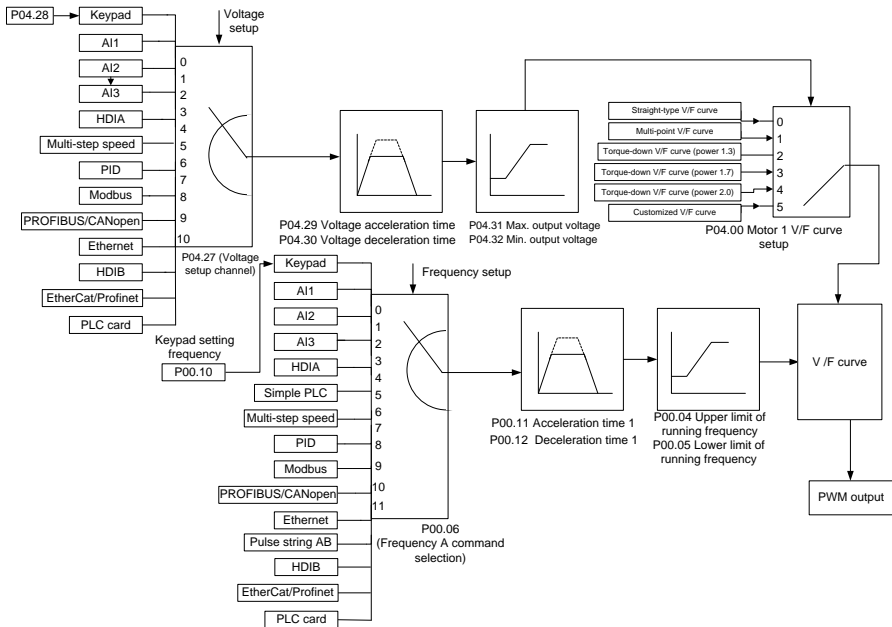 P04.28
Keypad
AI1
AI2
AI3
HDIA
Multi-step speed
PID
Modbus
PROFIBUS/CANopen
Ethernet
HDIB
EtherCat/Profinet
PLC card
Voltage
setup
0
1
2
3
4
5
6
7
8
9
10
P04.27 (Voltage
setup channel)
P04.29 Voltage acceleration time
P04.30 Voltage deceleration time
P04.31 Max. output voltage
P04.32 Min. output voltage
Straight-type V/F curve
Multi-point V/F curve
Torque-down V/F curve (power 1.3)
Torque-down V/F curve (power 1.7)
Torque-down V/F curve (power 2.0)
Customized V/F curve
0
1
2
3
4
5
P04.00 Motor 1 V/F curve
setup
Keypad setting
frequency
P00.10
Keypad
AI1
AI2
AI3
HDIA
Simple PLC
Multi-step speed
PID
Modbus
PROFIBUS/CANopen
Ethernet
Pulse string AB
HDIB
EtherCat/Profinet
PLC card
Frequency setup
0
1
2
3
4
5
6
7
8
9
10
11
P00.06
(Frequency A command
selection)
P00.11 Acceleration time 1
P00.12 Deceleration time 1
P00.04 Upper limit of
running frequency
P00.05 Lower limit of
running frequency
V /F curve
PWM output